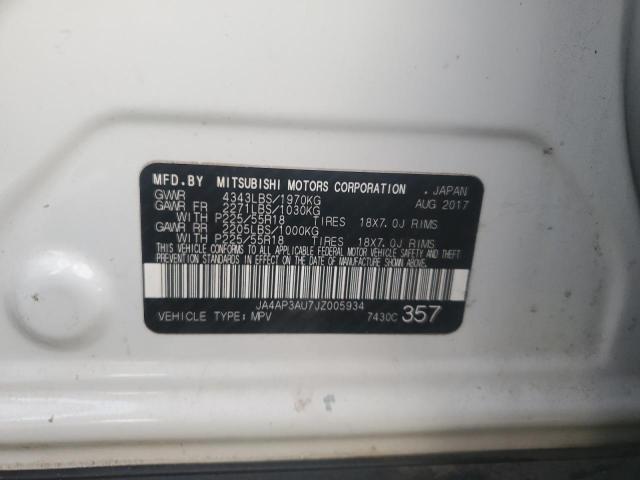 MFD.BY MITSUBISHI MOTORS CORPORATION . JAPAN
GVWR 4343LBS/1970KG AUG 2017
GAWR FR 2271LBS/1030KG
WITH P225/55R18 TIRES 18X7.0J RIMS
GAWR RR 2205LBS/1000KG
WITH P225/55R18 TIRES 18X7.0J RIMS
THIS VEHICLE CONFORMS TO ALL APPLICABLE FEDERAL MOTOR VEHICLE SAFETY AND THEFT
PREVENTION STANDARDS IN EFFECT ON THE DATE OF MANUFACTURE SHOWN ABOVE.
JA4AP3AU7JZ005934
VEHICLE TYPE: MPV 7430C 357